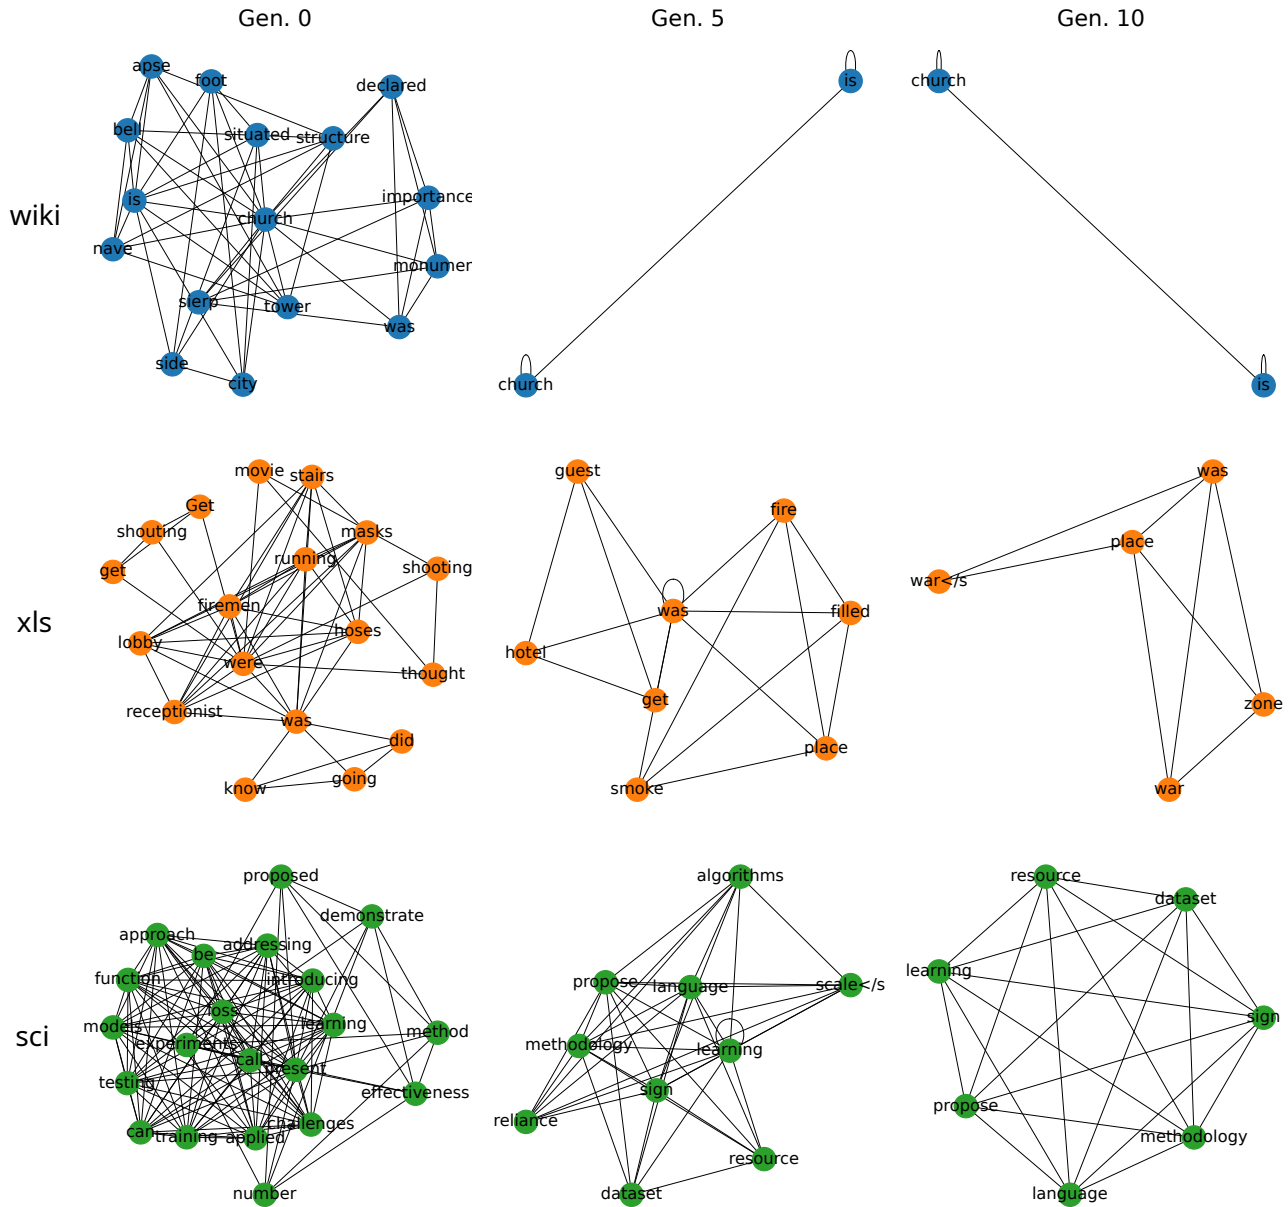 Gen. 0
Gen. 5
Gen. 10
wiki
apse
foot
declared
bell
situated
structure
is
importance
church
nave
monumen
sierp
tower
was
side
city
is
church
church
is
xls
movie
stairs
Get
shouting
masks
running
get
shooting
firemen
lobby
hoses
were
thought
receptionist
was
did
going
know
guest
fire
was
filled
hotel
get
place
smoke
was
place
war</s
zone
war
sci
proposed
demonstrate
approach
addressing
be
function
introducing
loss
models
learning
method
experiments
call
present
testing
effectiveness
can
training
applied
challenges
number
algorithms
propose
language
scale</s
methodology
learning
sign
reliance
resource
dataset
resource
dataset
learning
sign
propose
methodology
language